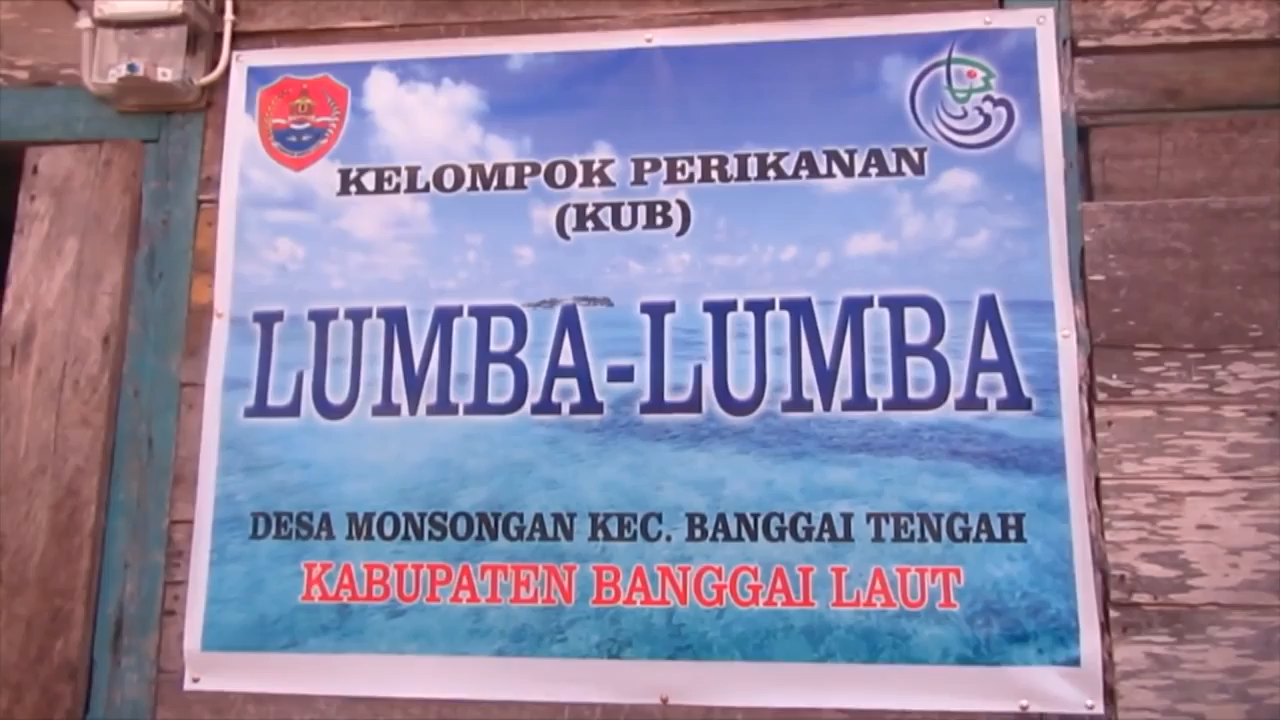 KELOMPOK PERIKANAN
(KUB)
LUMBA-LUMBA
DESA MONSONGAN KEC. BANGGAI TENGAH
KABUPATEN BANGGAI LAUT